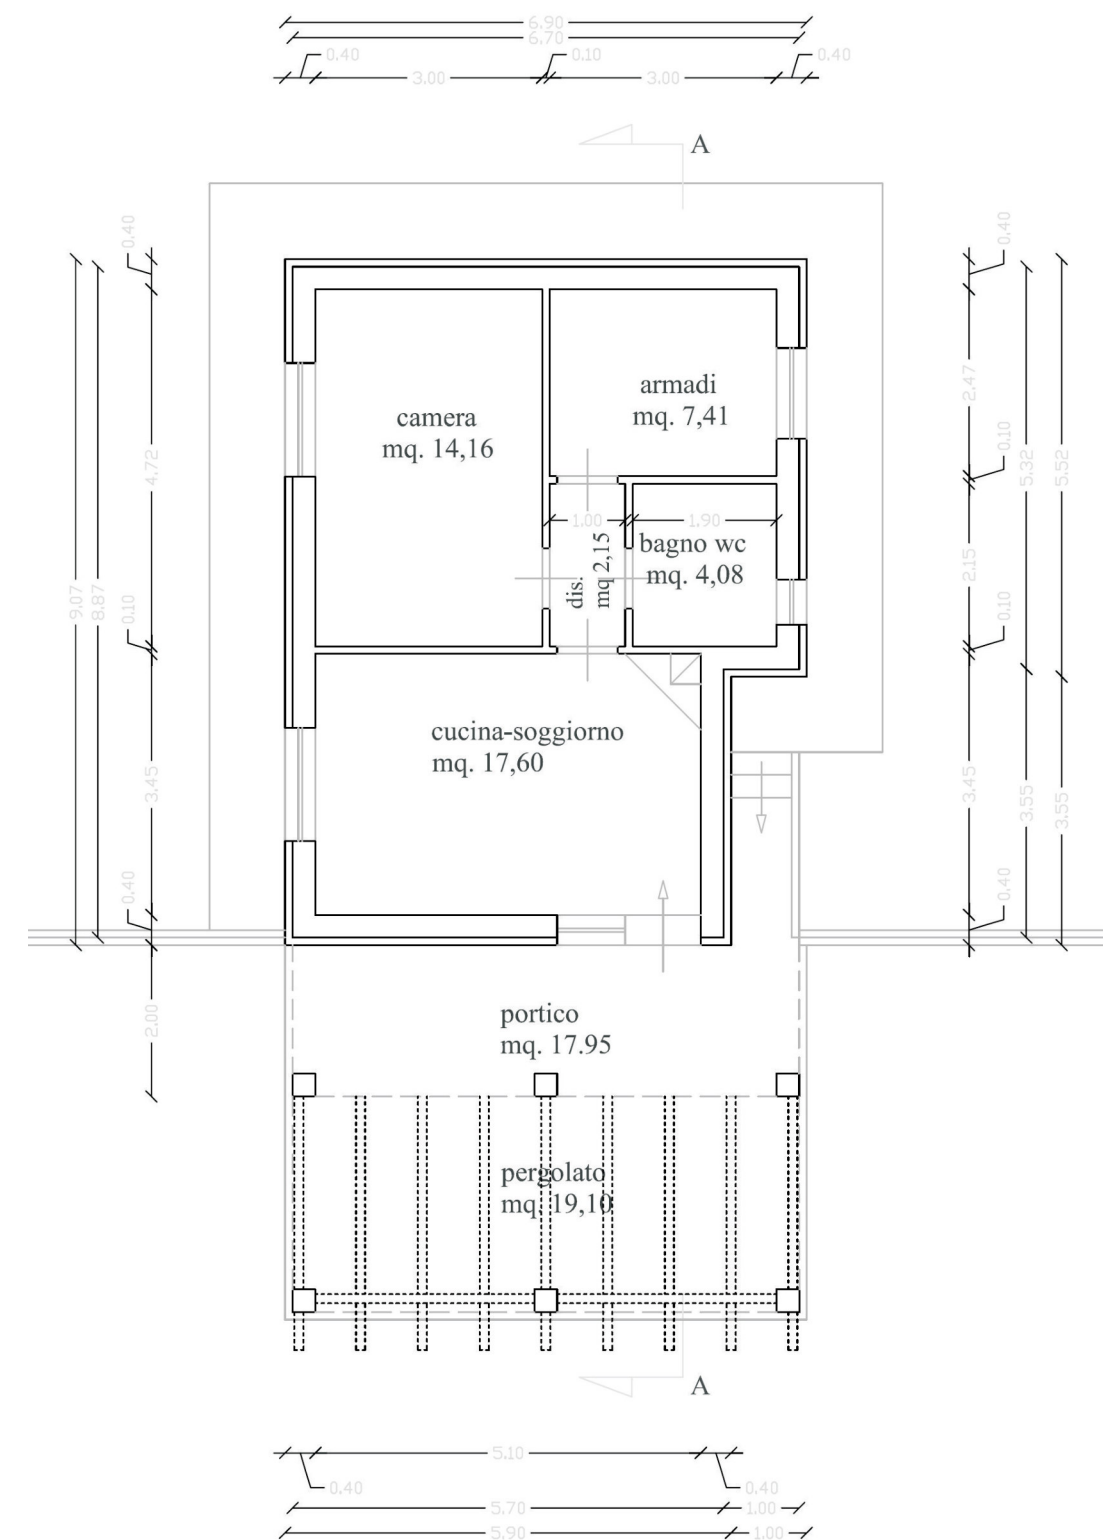 6.90
6.70
0.40
0.10
0.40
3.00
3.00
A
0.40
0.40
armadi
mq. 7,41
camera
mq. 14,16
2.47
4.72
0.10
5.32
5.52
1.00
1.90
bagno wc
mq. 4,08
dis.
mq 2,15
2.15
9.07
8.87
0.10
0.10
cucina-soggiorno
mq. 17,60
3.45
3.45
3.55
3.55
0.40
0.40
2.00
portico
mq. 17.95
pergolato
mq. 19,10
A
5.10
0.40
0.40
5.70
1.00
5.90
1.00